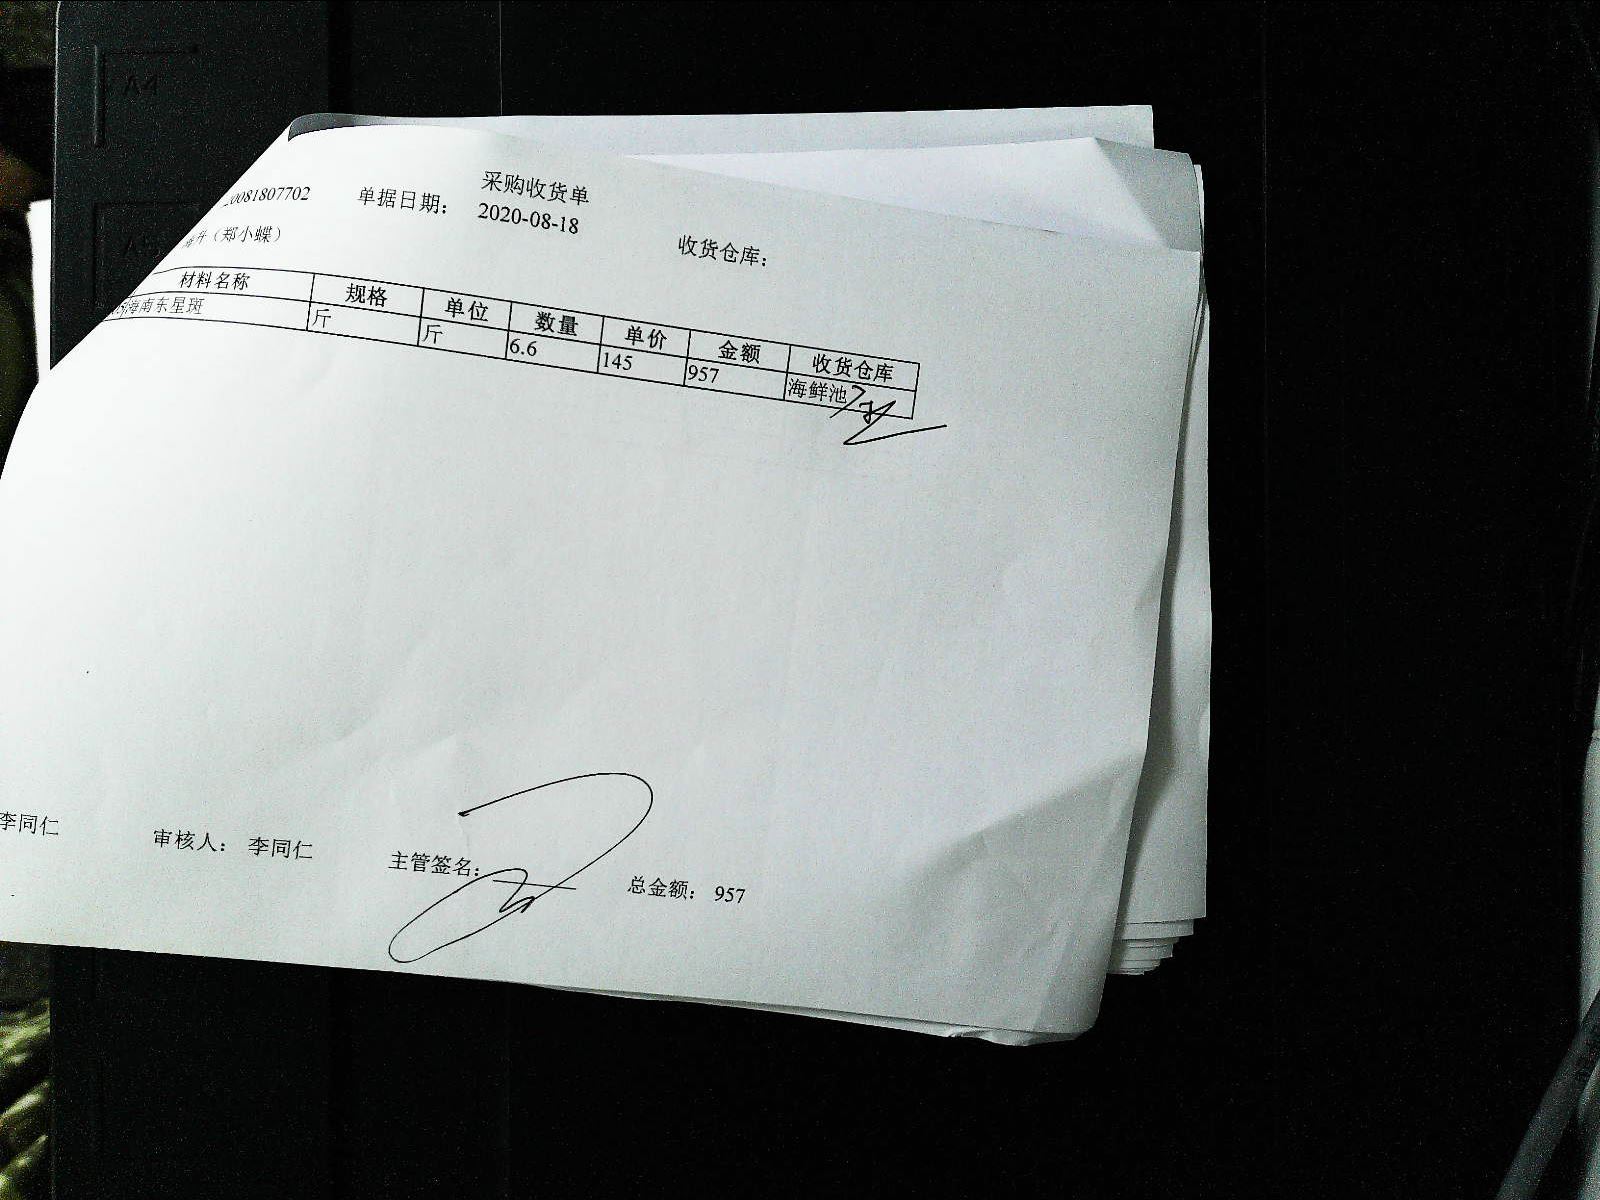 采购收货单
0081807702 单据日期： 2020-08-18 收货仓库：
升（郑小蝶）
材料名称 规格 单位 数量 单价 金额 收货仓库
海南东星斑 斤 斤 6.6 145 957 海鲜池
李同仁 审核人： 李同仁 主管签名： 总金额： 957
A4